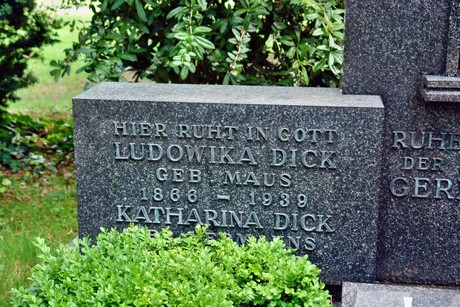 HIER RUHT IN GOTT
LUDOWIKA DICK
GEB. MAUS
1866 - 1939
KATHARINA DICK
RUHE
DER
GER